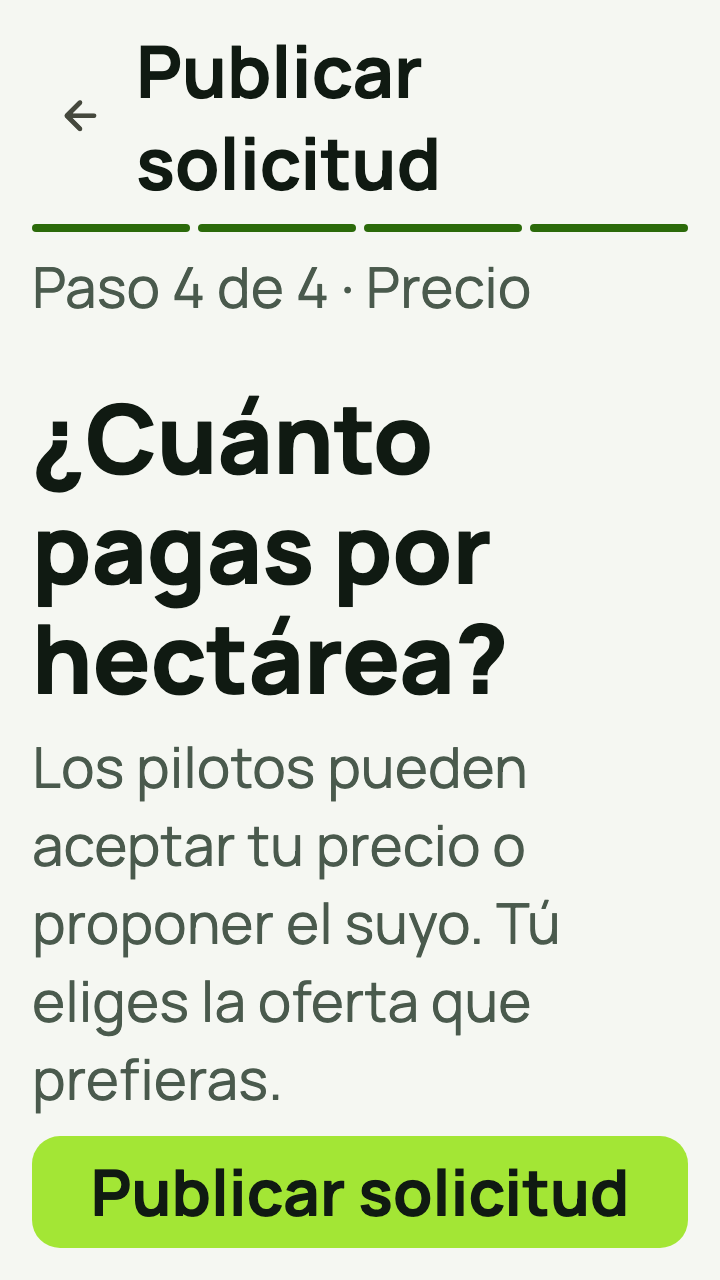 Publicar
solicitud
Paso 4 de 4 · Precio
¿Cuánto
pagas por
hectárea?
Los pilotos pueden
aceptar tu precio o
proponer el suyo. Tú
eliges la oferta que
prefieras.
Publicar solicitud